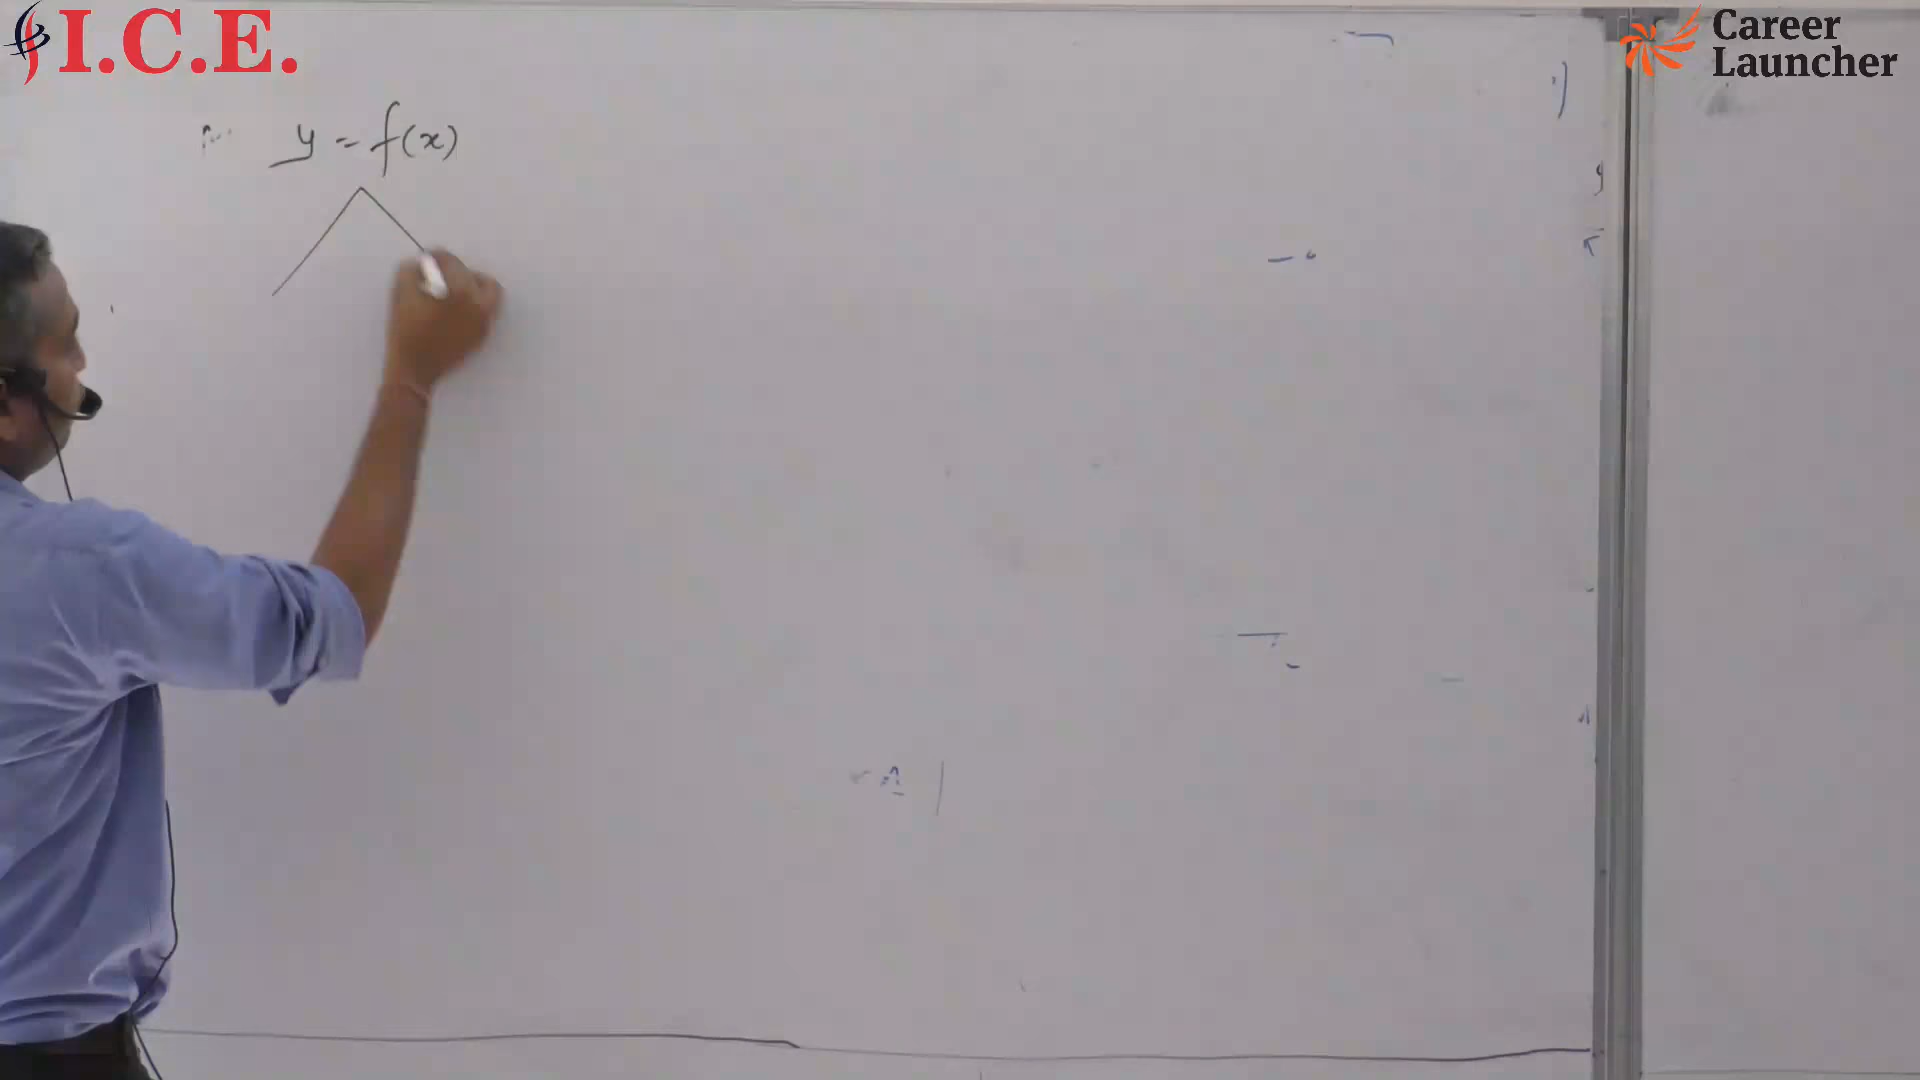 I.C.E.
Career
Launcher
y = f(x)